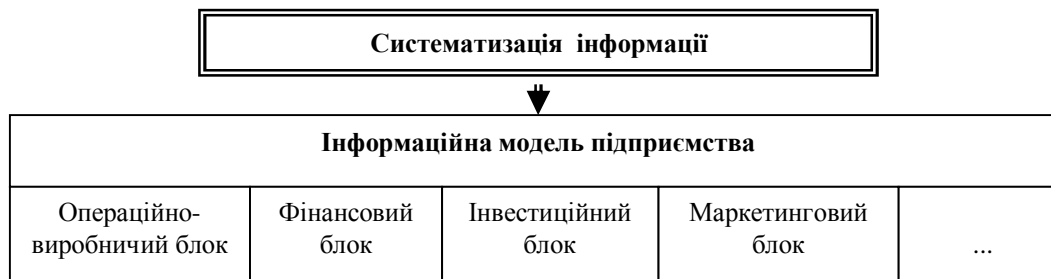 Систематизація інформації
Інформаційна модель підприємства
Операційно-
виробничий блок
Фінансовий
блок
Інвестиційний
блок
Маркетинговий
блок
...